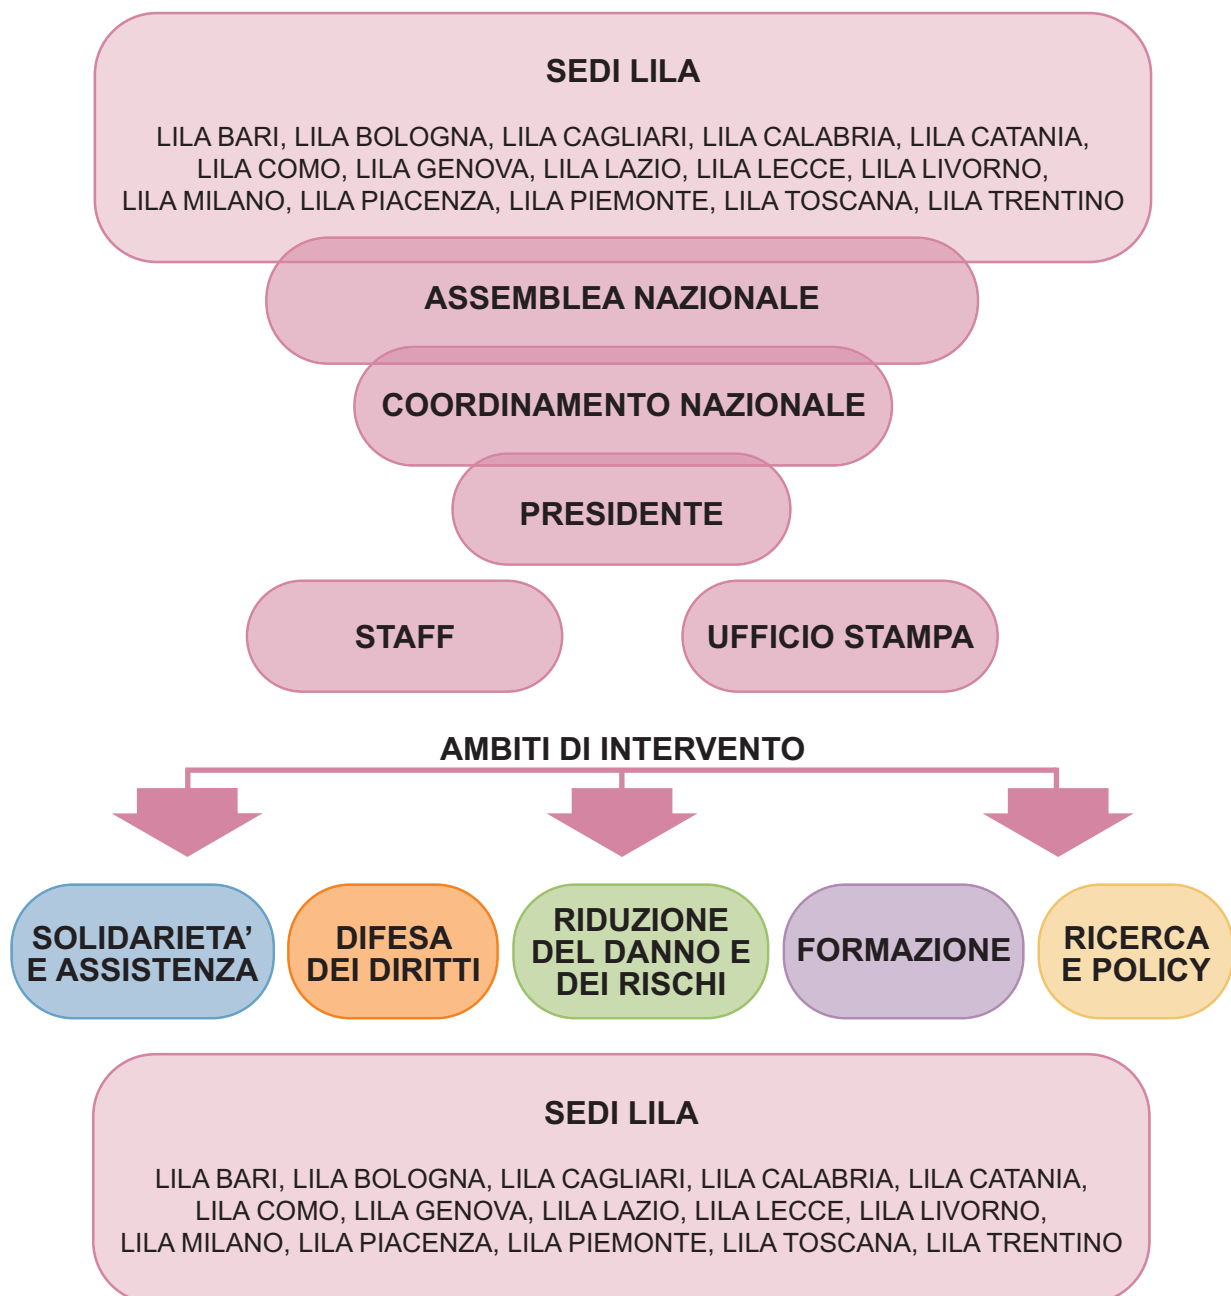 SEDI LILA
LILA BARI, LILA BOLOGNA, LILA CAGLIARI, LILA CALABRIA, LILA CATANIA,
LILA COMO, LILA GENOVA, LILA LAZIO, LILA LECCE, LILA LIVORNO,
LILA MILANO, LILA PIACENZA, LILA PIEMONTE, LILA TOSCANA, LILA TRENTINO
ASSEMBLEA NAZIONALE
COORDINAMENTO NAZIONALE
PRESIDENTE
STAFF
UFFICIO STAMPA
AMBITI DI INTERVENTO
SOLIDARIETA’
E ASSISTENZA
DIFESA
DEI DIRITTI
RIDUZIONE
DEL DANNO E
DEI RISCHI
FORMAZIONE
RICERCA
E POLICY
SEDI LILA
LILA BARI, LILA BOLOGNA, LILA CAGLIARI, LILA CALABRIA, LILA CATANIA,
LILA COMO, LILA GENOVA, LILA LAZIO, LILA LECCE, LILA LIVORNO,
LILA MILANO, LILA PIACENZA, LILA PIEMONTE, LILA TOSCANA, LILA TRENTINO